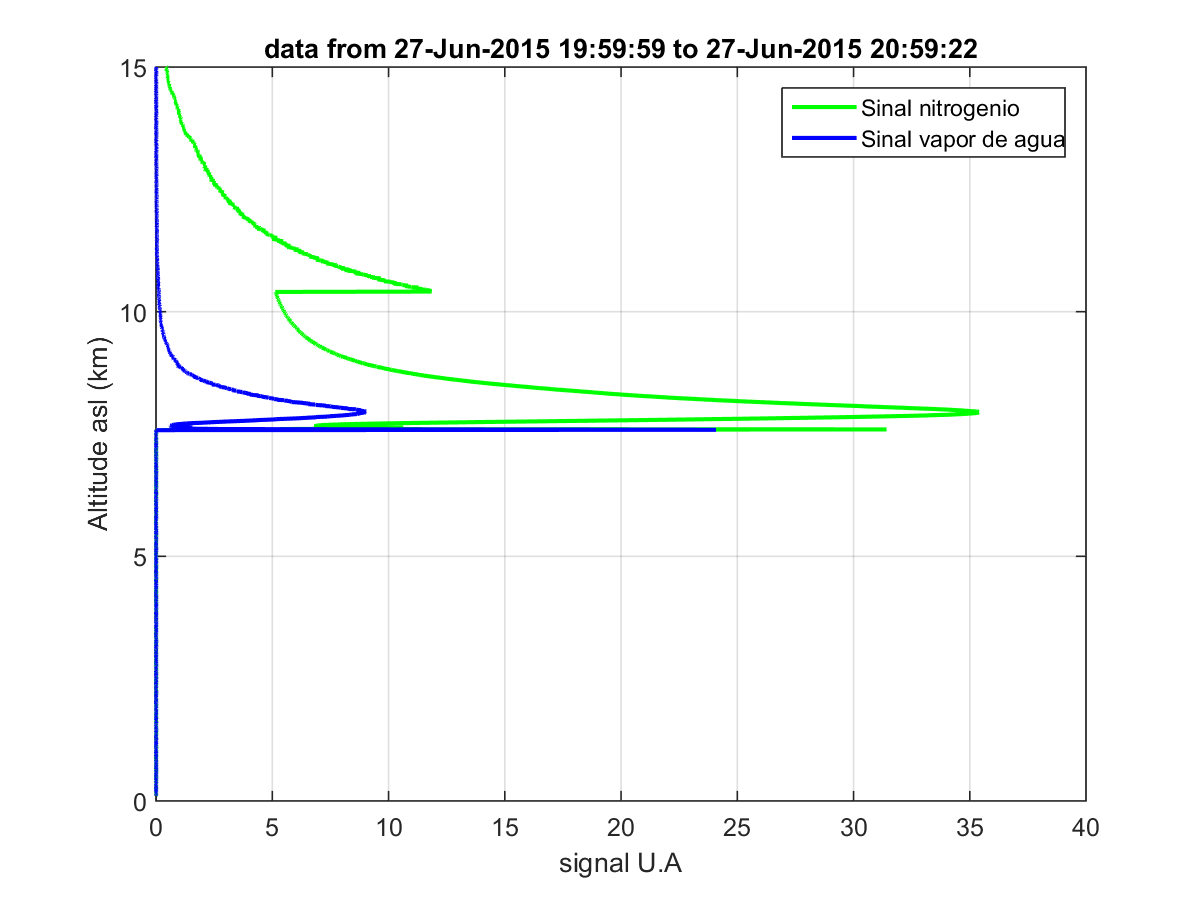 data from 27-Jun-2015 19:59:59 to 27-Jun-2015 20:59:22
Sinal nitrogenio
Sinal vapor de agua
15
10
5
0
Altitude asl (km)
0 5 10 15 20 25 30 35 40
signal U.A